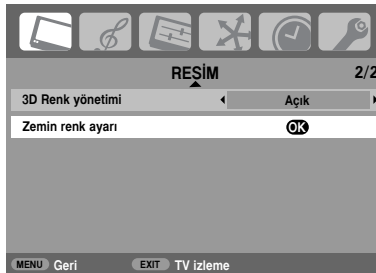 RESİM 2/2
3D Renk yönetimi Açık
Zemin renk ayarı OK
MENU Geri EXIT TV izleme